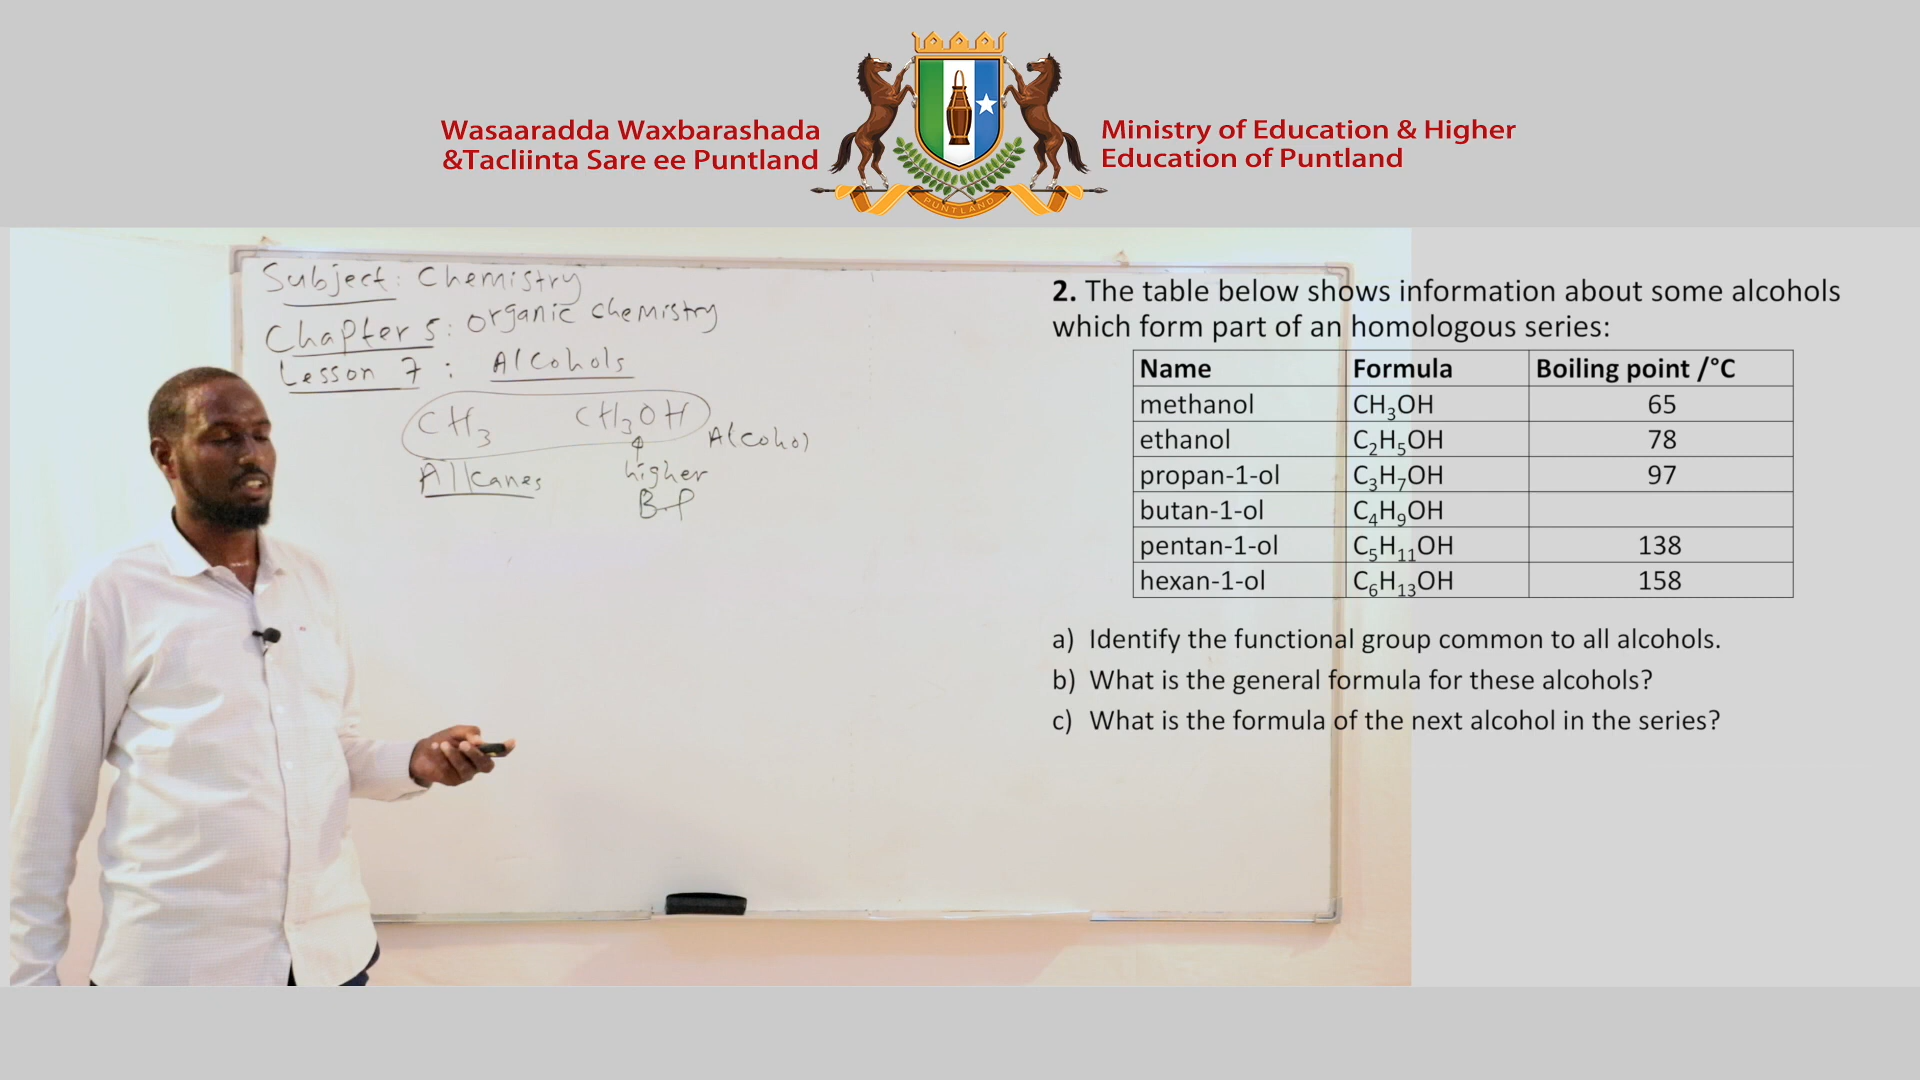 Wasaaradda Waxbarashada
&Tacliinta Sare ee Puntland
Ministry of Education & Higher
Education of Puntland
PUNTLAND
Subject: Chemistry
Chapter 5: organic chemistry
Lesson 7: Alcohols
CH₃ CH₃OH Alcohol
Alkanes higher
B.P
2. The table below shows information about some alcohols
which form part of an homologous series:
Name Formula Boiling point /°C
methanol CH₃OH 65
ethanol C₂H₅OH 78
propan-1-ol C₃H₇OH 97
butan-1-ol C₄H₉OH
pentan-1-ol C₅H₁₁OH 138
hexan-1-ol C₆H₁₃OH 158
a) Identify the functional group common to all alcohols.
b) What is the general formula for these alcohols?
c) What is the formula of the next alcohol in the series?